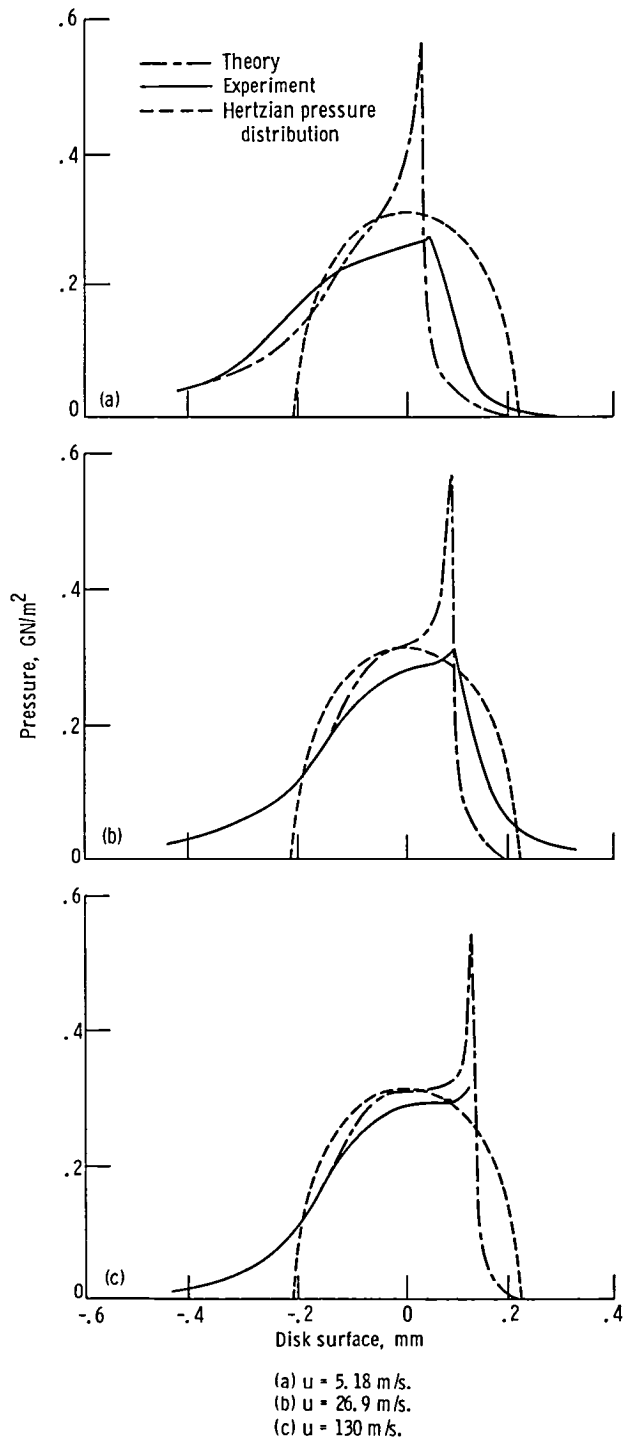 .6
Theory
Experiment
Hertzian pressure
distribution
.4
.2
0
(a)
.6
.4
Pressure, GN/m²
.2
(b)
0
.6
.4
.2
(c)
0
-.6 -.4 -.2 0 0.2 .4
Disk surface, mm
(a) u = 5.18 m/s.
(b) u = 26.9 m/s.
(c) u = 130 m/s.